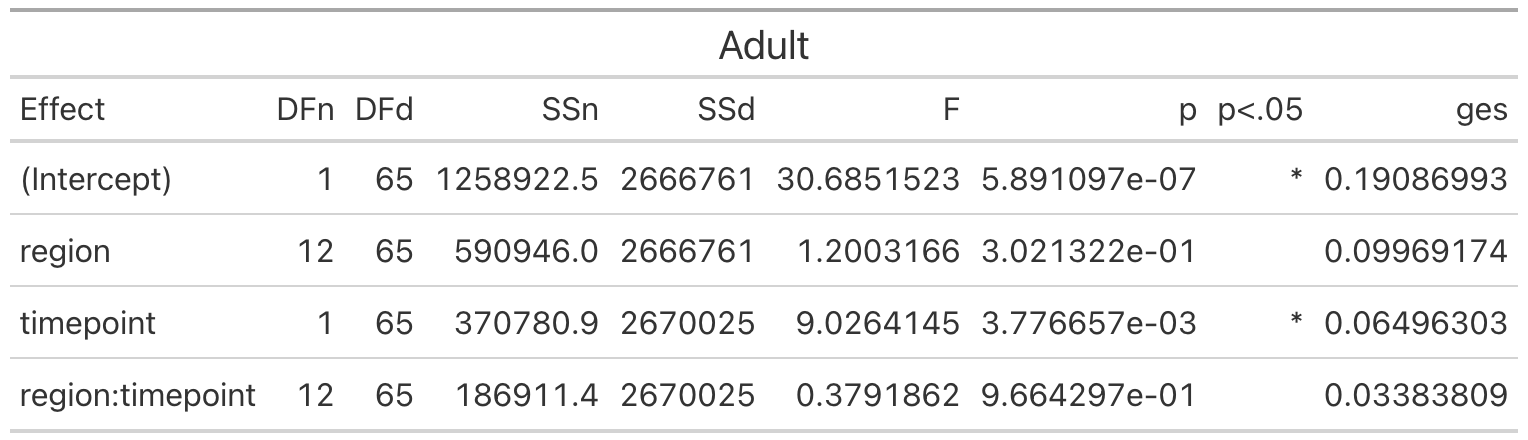 Adult
Effect DFn DFd SSn SSd F p p<.05 ges
(Intercept) 1 65 1258922.5 2666761 30.6851523 5.891097e-07 * 0.19086993
region 12 65 590946.0 2666761 1.2003166 3.021322e-01 0.09969174
timepoint 1 65 370780.9 2670025 9.0264145 3.776657e-03 * 0.06496303
region:timepoint 12 65 186911.4 2670025 0.3791862 9.664297e-01 0.03383809